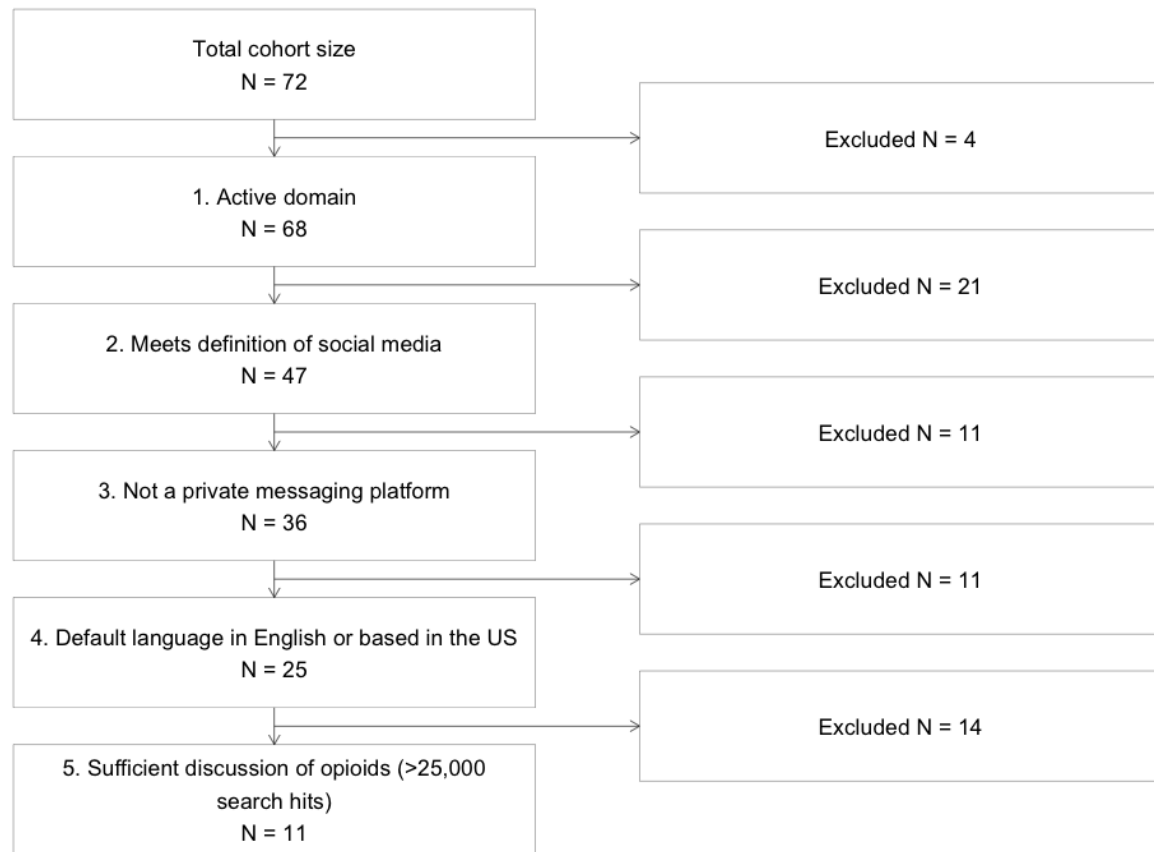 Total cohort size
N = 72
Excluded N = 4
1. Active domain
N = 68
Excluded N = 21
2. Meets definition of social media
N = 47
Excluded N = 11
3. Not a private messaging platform
N = 36
Excluded N = 11
4. Default language in English or based in the US
N = 25
Excluded N = 14
5. Sufficient discussion of opioids (>25,000
search hits)
N = 11